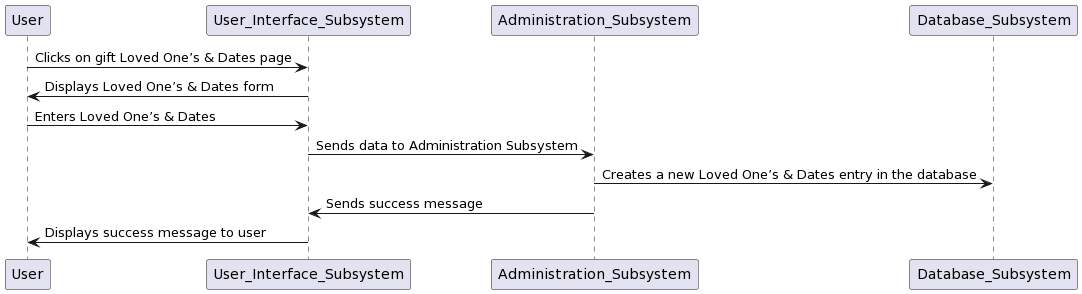 User
User_Interface_Subsystem
Administration_Subsystem
Database_Subsystem
Clicks on gift Loved One’s & Dates page
Displays Loved One’s & Dates form
Enters Loved One’s & Dates
Sends data to Administration Subsystem
Creates a new Loved One’s & Dates entry in the database
Sends success message
Displays success message to user
User
User_Interface_Subsystem
Administration_Subsystem
Database_Subsystem